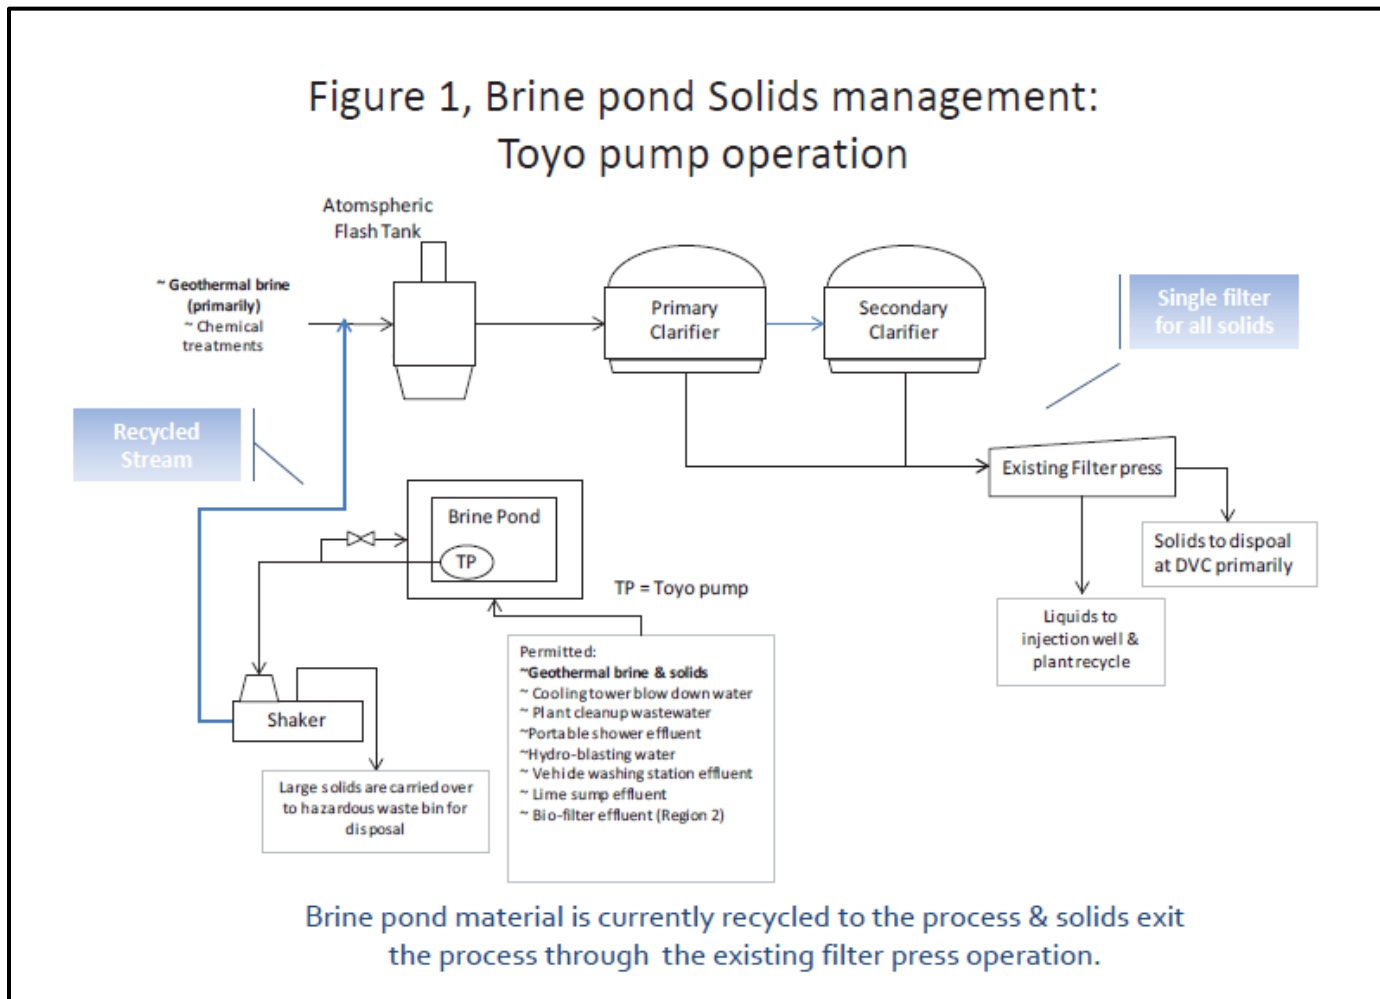 Figure 1, Brine pond Solids management:
Toyo pump operation
Atomspheric
Flash Tank
~ Geothermal brine
(primarily)
~ Chemical
treatments
Primary
Clarifier
Secondary
Clarifier
Single filter
for all solids
Recycled
Stream
Existing Filter press
Brine Pond
TP
TP = Toyo pump
Solids to dispoal
at DVC primarily
Liquids to
injection well &
plant recycle
Permitted:
~Geothermal brine & solids
~ Cooling tower blow down water
~ Plant cleanup wastewater
~Portable shower effluent
~Hydro-blasting water
~ Vehide washing station effluent
~ Lime sump effluent
~ Bio-filter effluent (Region 2)
Shaker
Large solids are carried over
to hazardous waste bin for
disposal
Brine pond material is currently recycled to the process & solids exit
the process through the existing filter press operation.